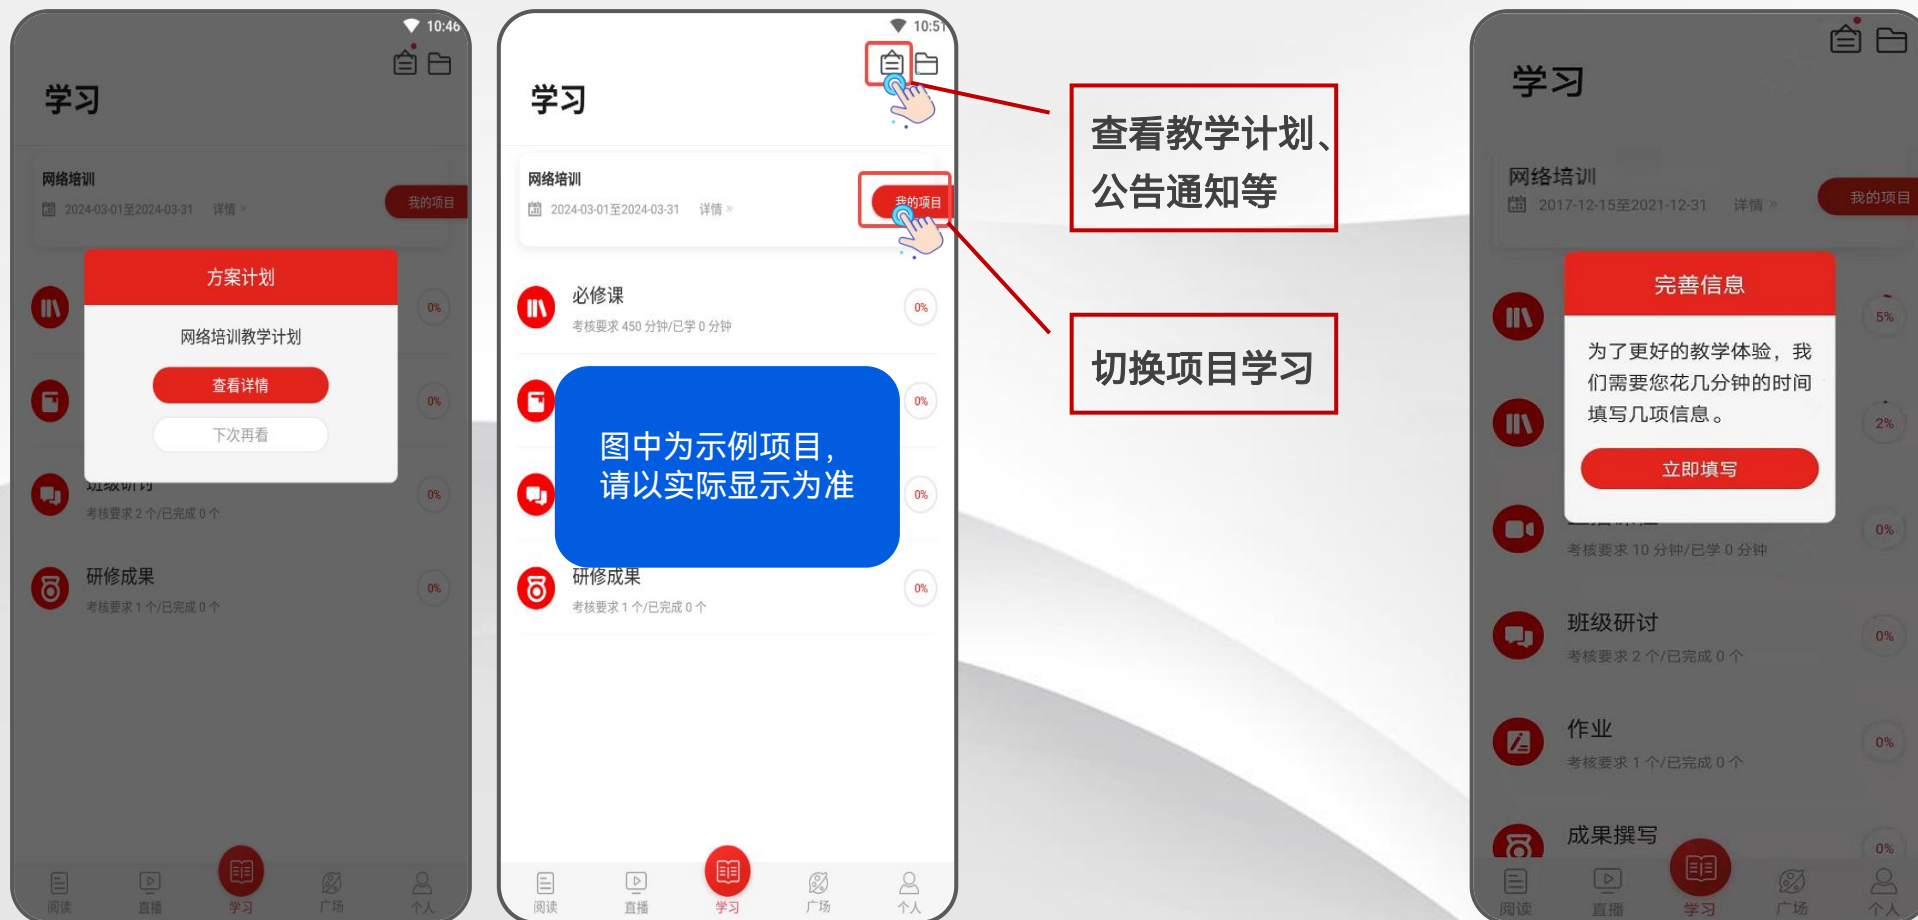 10:46
学习
网络培训
2024-03-01至2024-03-31 详情 »
我的项目
方案计划
网络培训教学计划
查看详情
下次再看
0%
0%
0%
考核要求 2 个/已完成 0 个
研修成果
考核要求 1 个/已完成 0 个
0%
阅读 直播 学习 广场 个人
10:51
学习
网络培训
2024-03-01至2024-03-31 详情 »
我的项目
必修课
考核要求 450 分钟/已学 0 分钟
0%
0%
图中为示例项目,
请以实际显示为准
0%
研修成果
考核要求 1 个/已完成 0 个
0%
阅读 直播 学习 广场 个人
查看教学计划、
公告通知等
切换项目学习
学习
网络培训
2017-12-15至2021-12-31 详情 »
我的项目
完善信息
为了更好的教学体验，我
们需要您花几分钟的时间
填写几项信息。
立即填写
5%
2%
考核要求 10 分钟/已学 0 分钟
0%
班级研讨
考核要求 2 个/已完成 0 个
0%
作业
考核要求 1 个/已完成 0 个
0%
成果撰写
0%
阅读 直播 学习 广场 个人